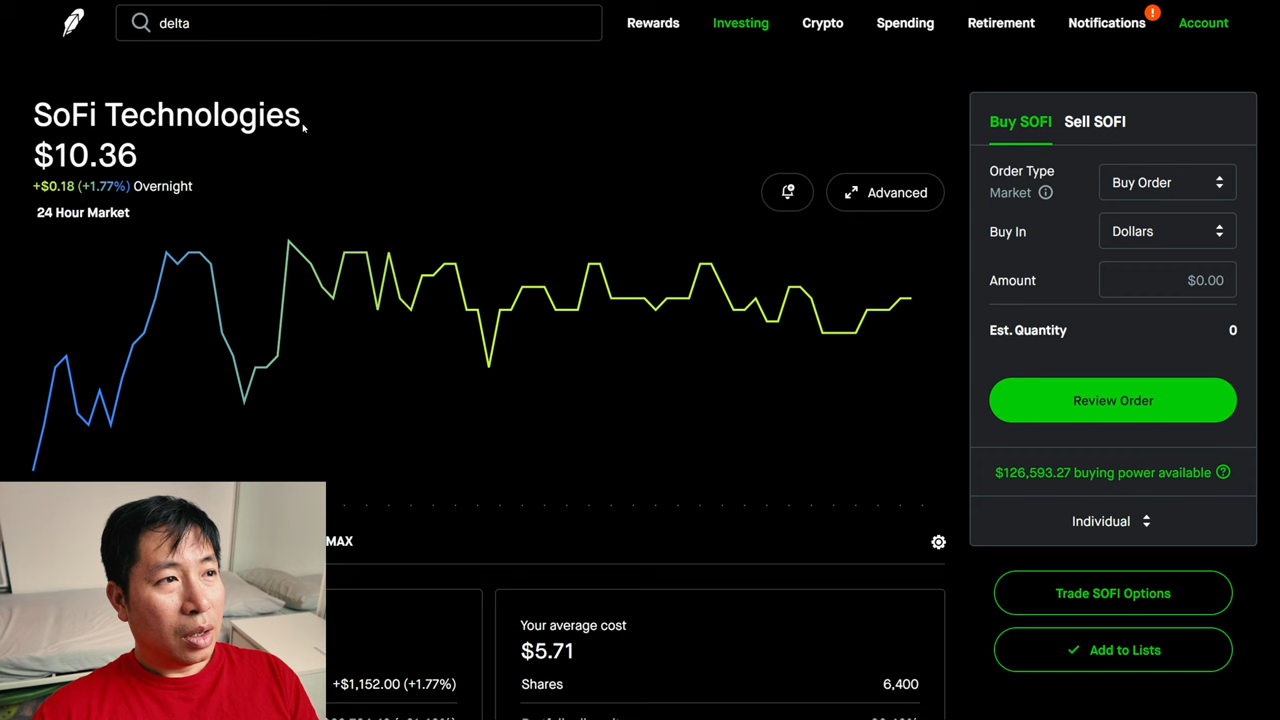 delta
Rewards
Investing
Crypto
Spending
Retirement
Notifications
!
Account
SoFi Technologies
$10.36
+$0.18 (+1.77%) Overnight
24 Hour Market
Advanced
MAX
+$1,152.00 (+1.77%)
Your average cost
$5.71
Shares 6,400
Buy SOFI Sell SOFI
Order Type
Market
Buy Order
Buy In Dollars
Amount $0.00
Est. Quantity 0
Review Order
$126,593.27 buying power available
Individual
Trade SOFI Options
Add to Lists